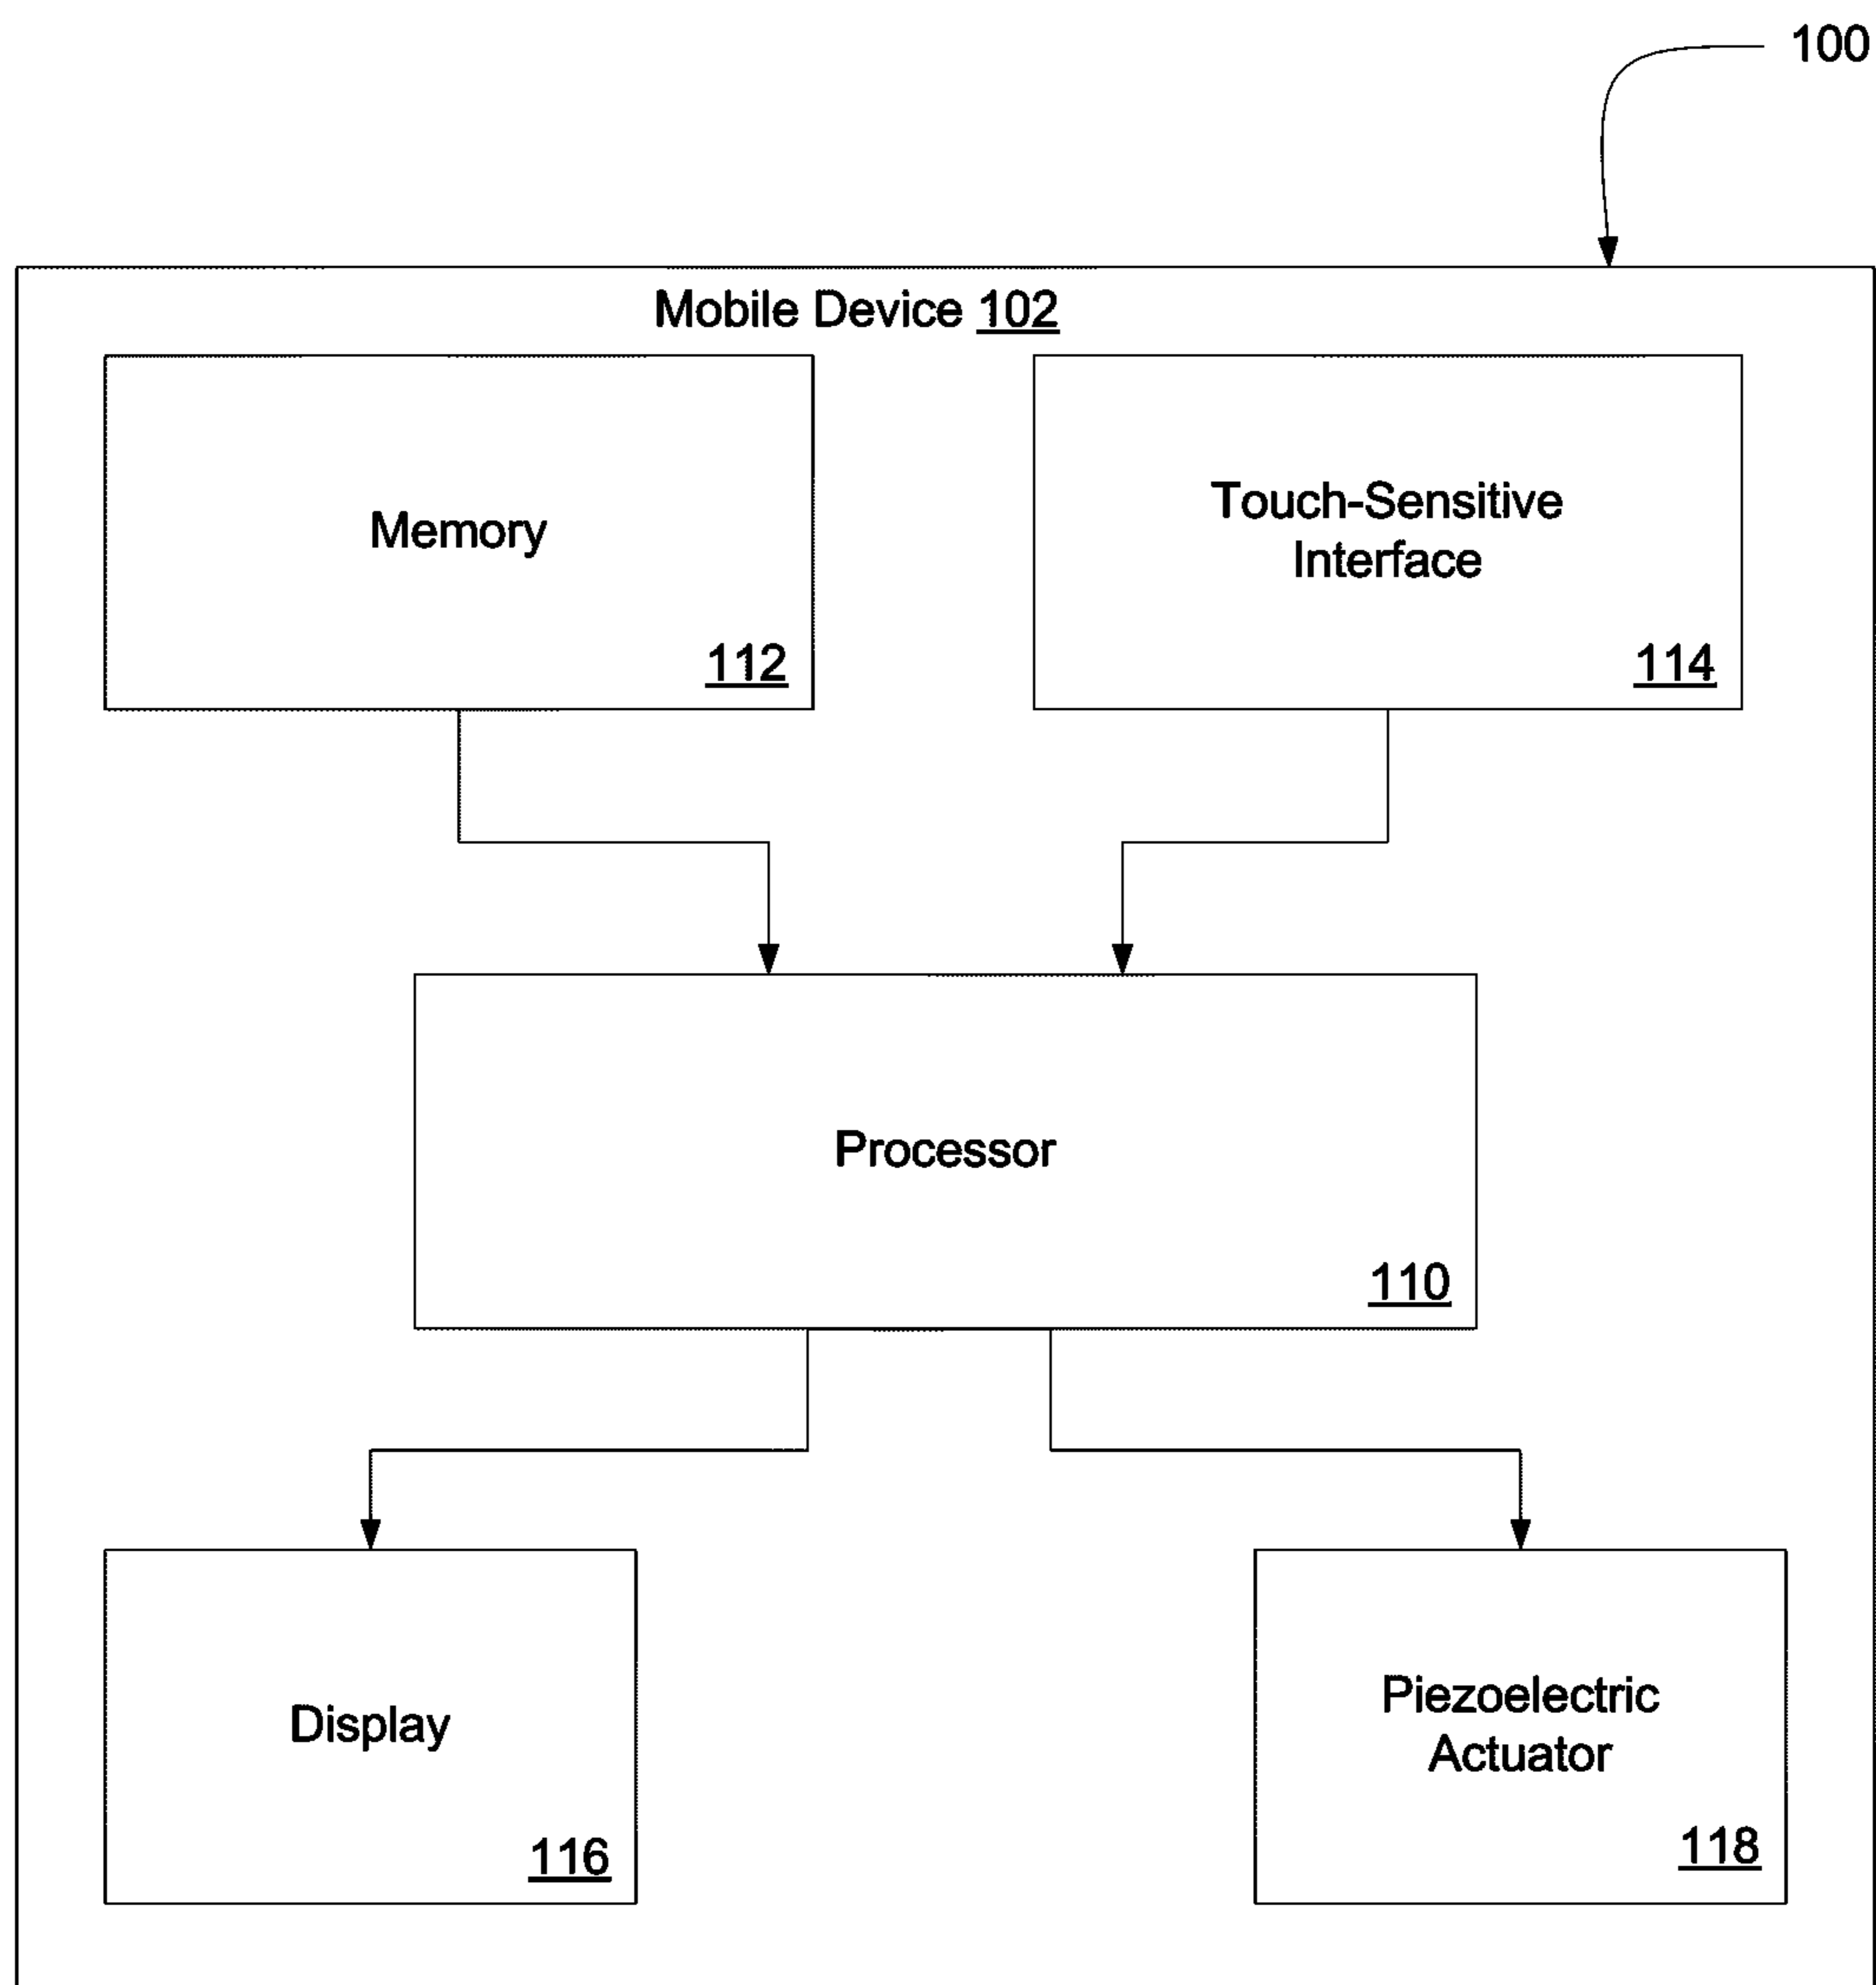 100
Mobile Device 102
Memory
112
Touch-Sensitive
Interface
114
Processor
110
Display
116
Piezoelectric
Actuator
118